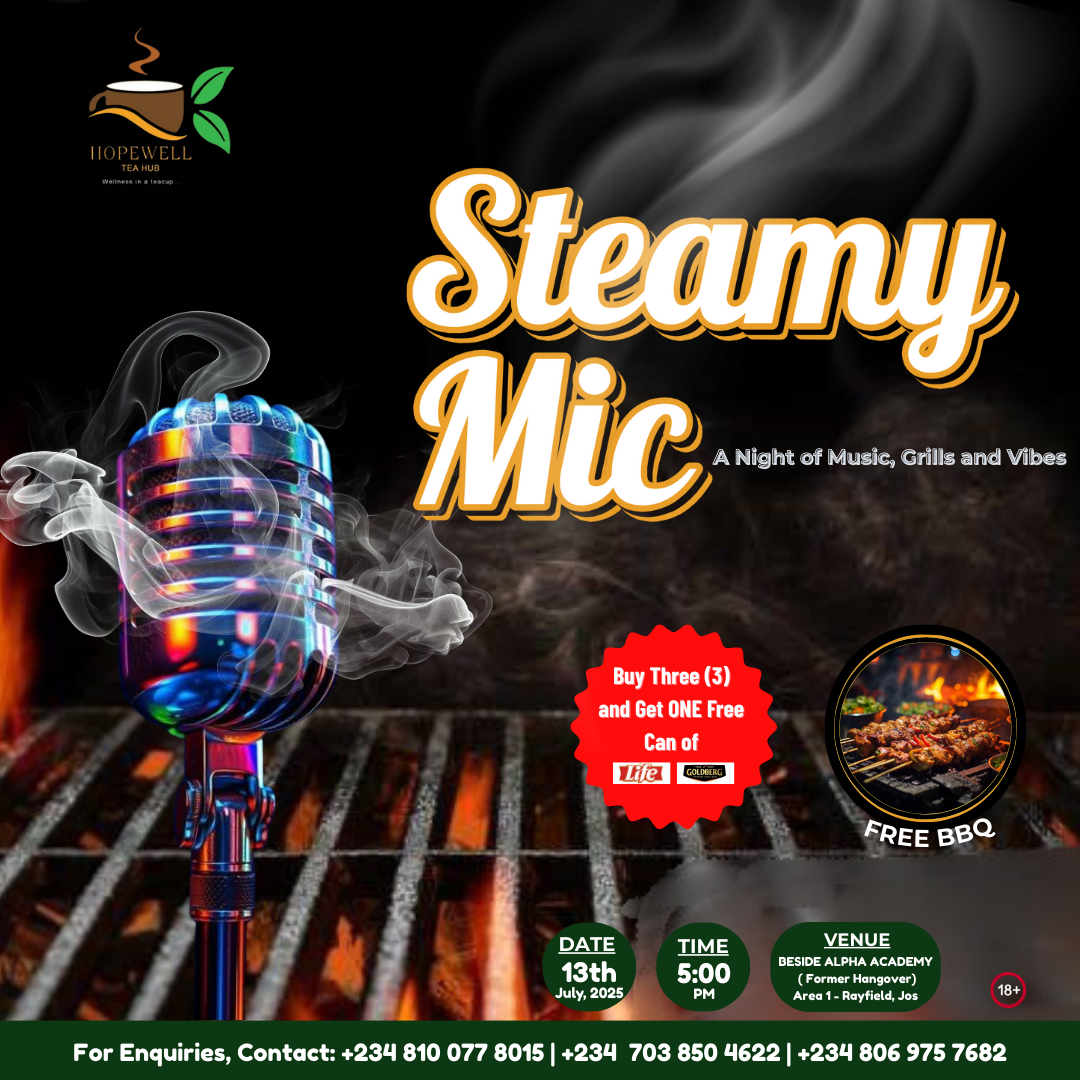 HOPEWELL
TEA HUB
Wellness in a teacup...
Steamy
Mic
A Night of Music, Grills and Vibes
Buy Three (3)
and Get ONE Free
Can of
Life GOLDBERG
FREE BBQ
DATE
13th
July, 2025
TIME
5:00
PM
VENUE
BESIDE ALPHA ACADEMY
( Former Hangover)
Area 1 - Rayfield, Jos
18+
For Enquiries, Contact: +234 810 077 8015 | +234 703 850 4622 | +234 806 975 7682